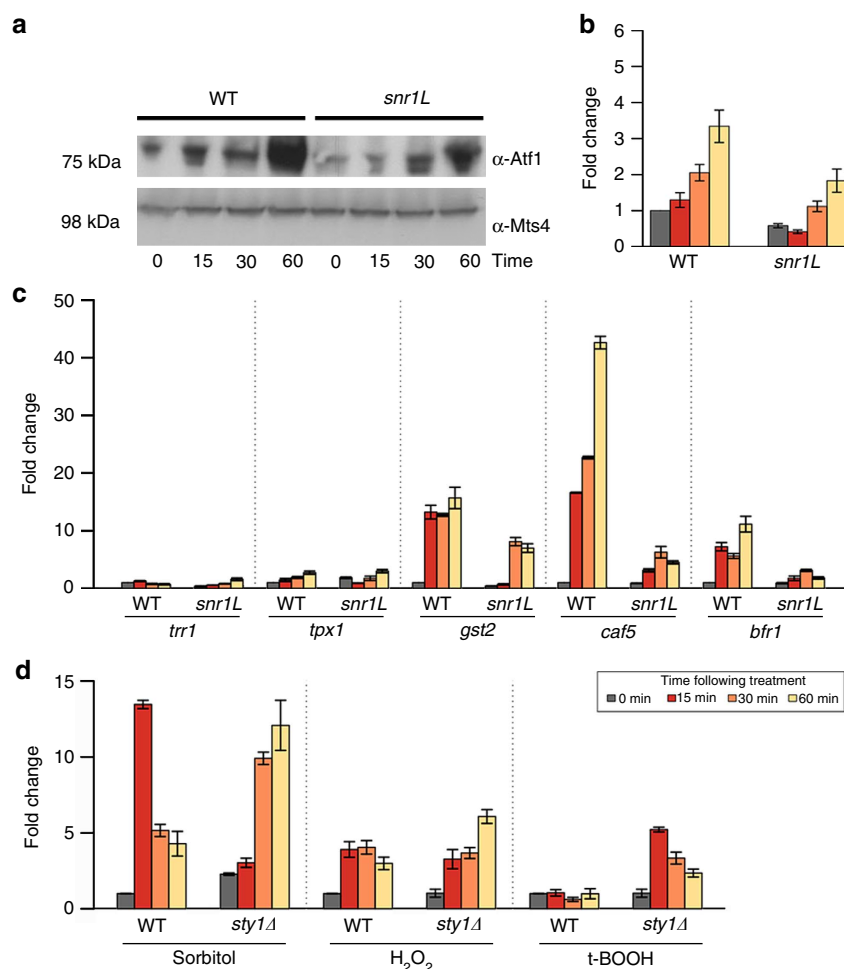 a
WT snr1L
75 kDa α-Atf1
98 kDa α-Mts4
0 15 30 60 0 15 30 60 Time
b
Fold change
6
5
4
3
2
1
0
WT snr1L
c
Fold change
50
40
30
20
10
0
WT snr1L WT snr1L WT snr1L WT snr1L WT snr1L
trr1 tpx1 gst2 caf5 bfr1
d
Time following treatment
0 min 15 min 30 min 60 min
Fold change
15
10
5
0
WT sty1Δ WT sty1Δ WT sty1Δ
Sorbitol H₂O₂ t-BOOH